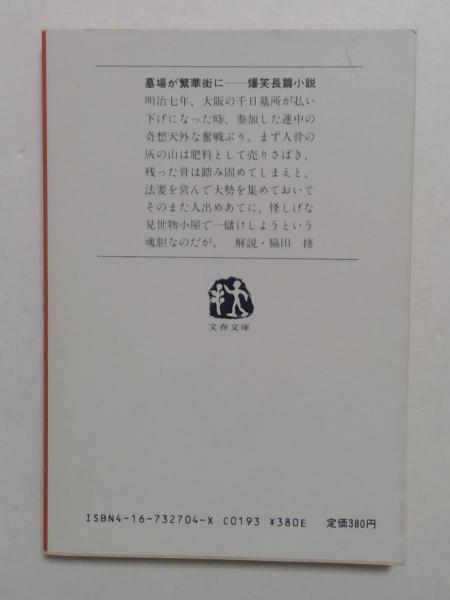 墓場が繁華街に――爆笑長篇小説
明治七年、大阪の千日墓所が払い
下げになった時、参加した連中の
奇想天外な奮戦ぶり。まず人骨の
灰の山は肥料として売りさばき、
残った骨は踏み固めてしまえと、
法要を営んで大勢を集めておいて
そのまた人出めあてに、怪しげな
見世物小屋で一儲けしようという
魂胆なのだが。　解説・脇田　修
文春文庫
ISBN4-16-732704-X C0193 ¥380E 定価380円